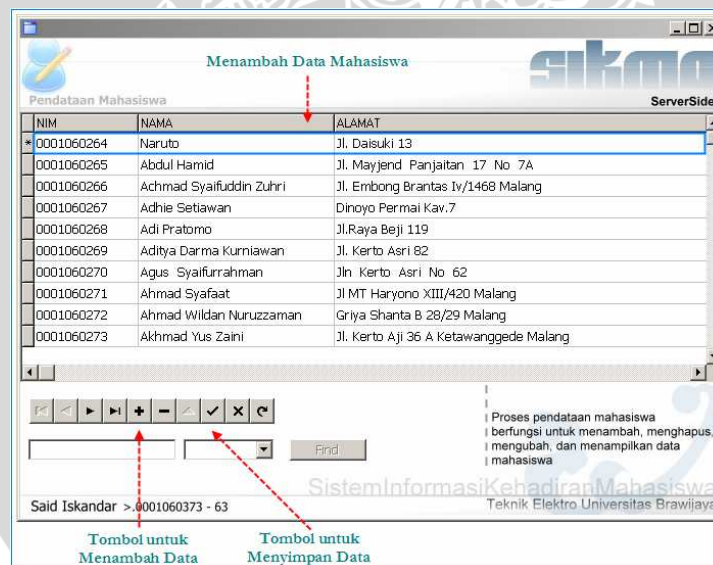 Menambah Data Mahasiswa
Pendataan Mahasiswa
ServerSide
NIM NAMA ALAMAT
* 0001060264 Naruto Jl. Daisuki 13
0001060265 Abdul Hamid Jl. Mayjend Panjaitan 17 No 7A
0001060266 Achmad Syaifuddin Zuhri Jl. Embong Brantas Iv/1468 Malang
0001060267 Adhie Setiawan Dinoyo Permai Kav.7
0001060268 Adi Pratomo Jl.Raya Beji 119
0001060269 Aditya Darma Kurniawan Jl. Kerto Asri 82
0001060270 Agus Syaifurrahman Jln Kerto Asri No 62
0001060271 Ahmad Syafaat Jl MT Haryono XIII/420 Malang
0001060272 Ahmad Wildan Nuruzzaman Griya Shanta B 28/29 Malang
0001060273 Akhmad Yus Zaini Jl. Kerto Aji 36 A Ketawanggede Malang
Find
Proses pendataan mahasiswa
berfungsi untuk menambah, menghapus,
mengubah, dan menampilkan data
mahasiswa
SistemInformasiKehadiranMahasiswa
Said Iskandar >.0001060373 - 63
Teknik Elektro Universitas Brawijaya
Tombol untuk
Menambah Data
Tombol untuk
Menyimpan Data